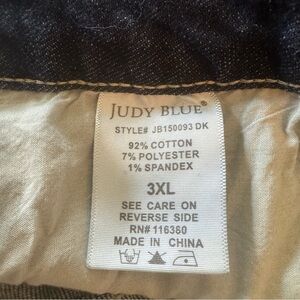 JUDY BLUE®
STYLE# JB150093 DK
92% COTTON
7% POLYESTER
1% SPANDEX
3XL
SEE CARE ON
REVERSE SIDE
RN# 116360
MADE IN CHINA